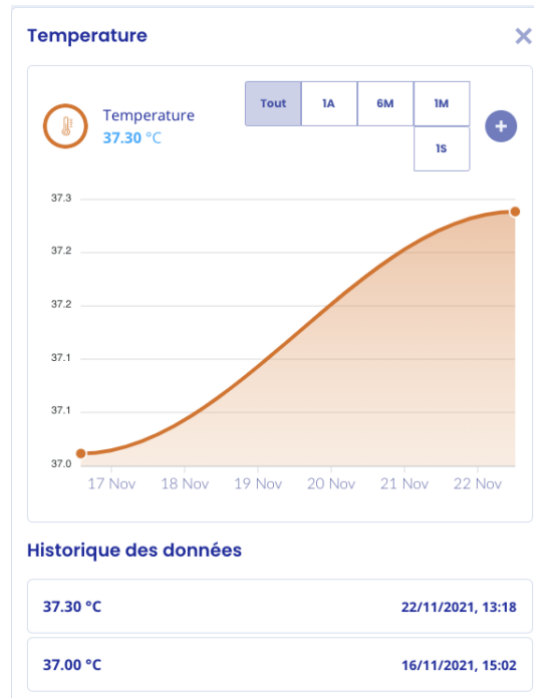 Temperature
Temperature
37.30 °C
Tout 1A 6M 1M
1S
37.3
37.2
37.2
37.1
37.1
37.0
17 Nov 18 Nov 19 Nov 20 Nov 21 Nov 22 Nov
Historique des données
37.30 °C 22/11/2021, 13:18
37.00 °C 16/11/2021, 15:02